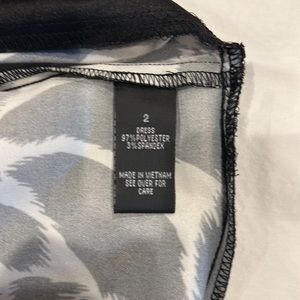 2
DRESS
97%POLYESTER
3%SPANDEX
MADE IN VIETNAM
SEE OVER FOR
CARE